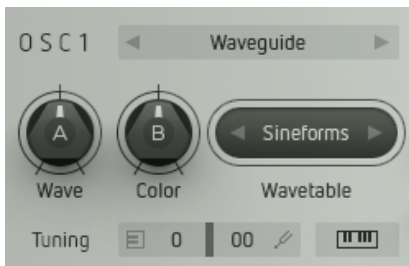 OSC1 Waveguide
A B Sineforms
Wave Color Wavetable
Tuning 0 00